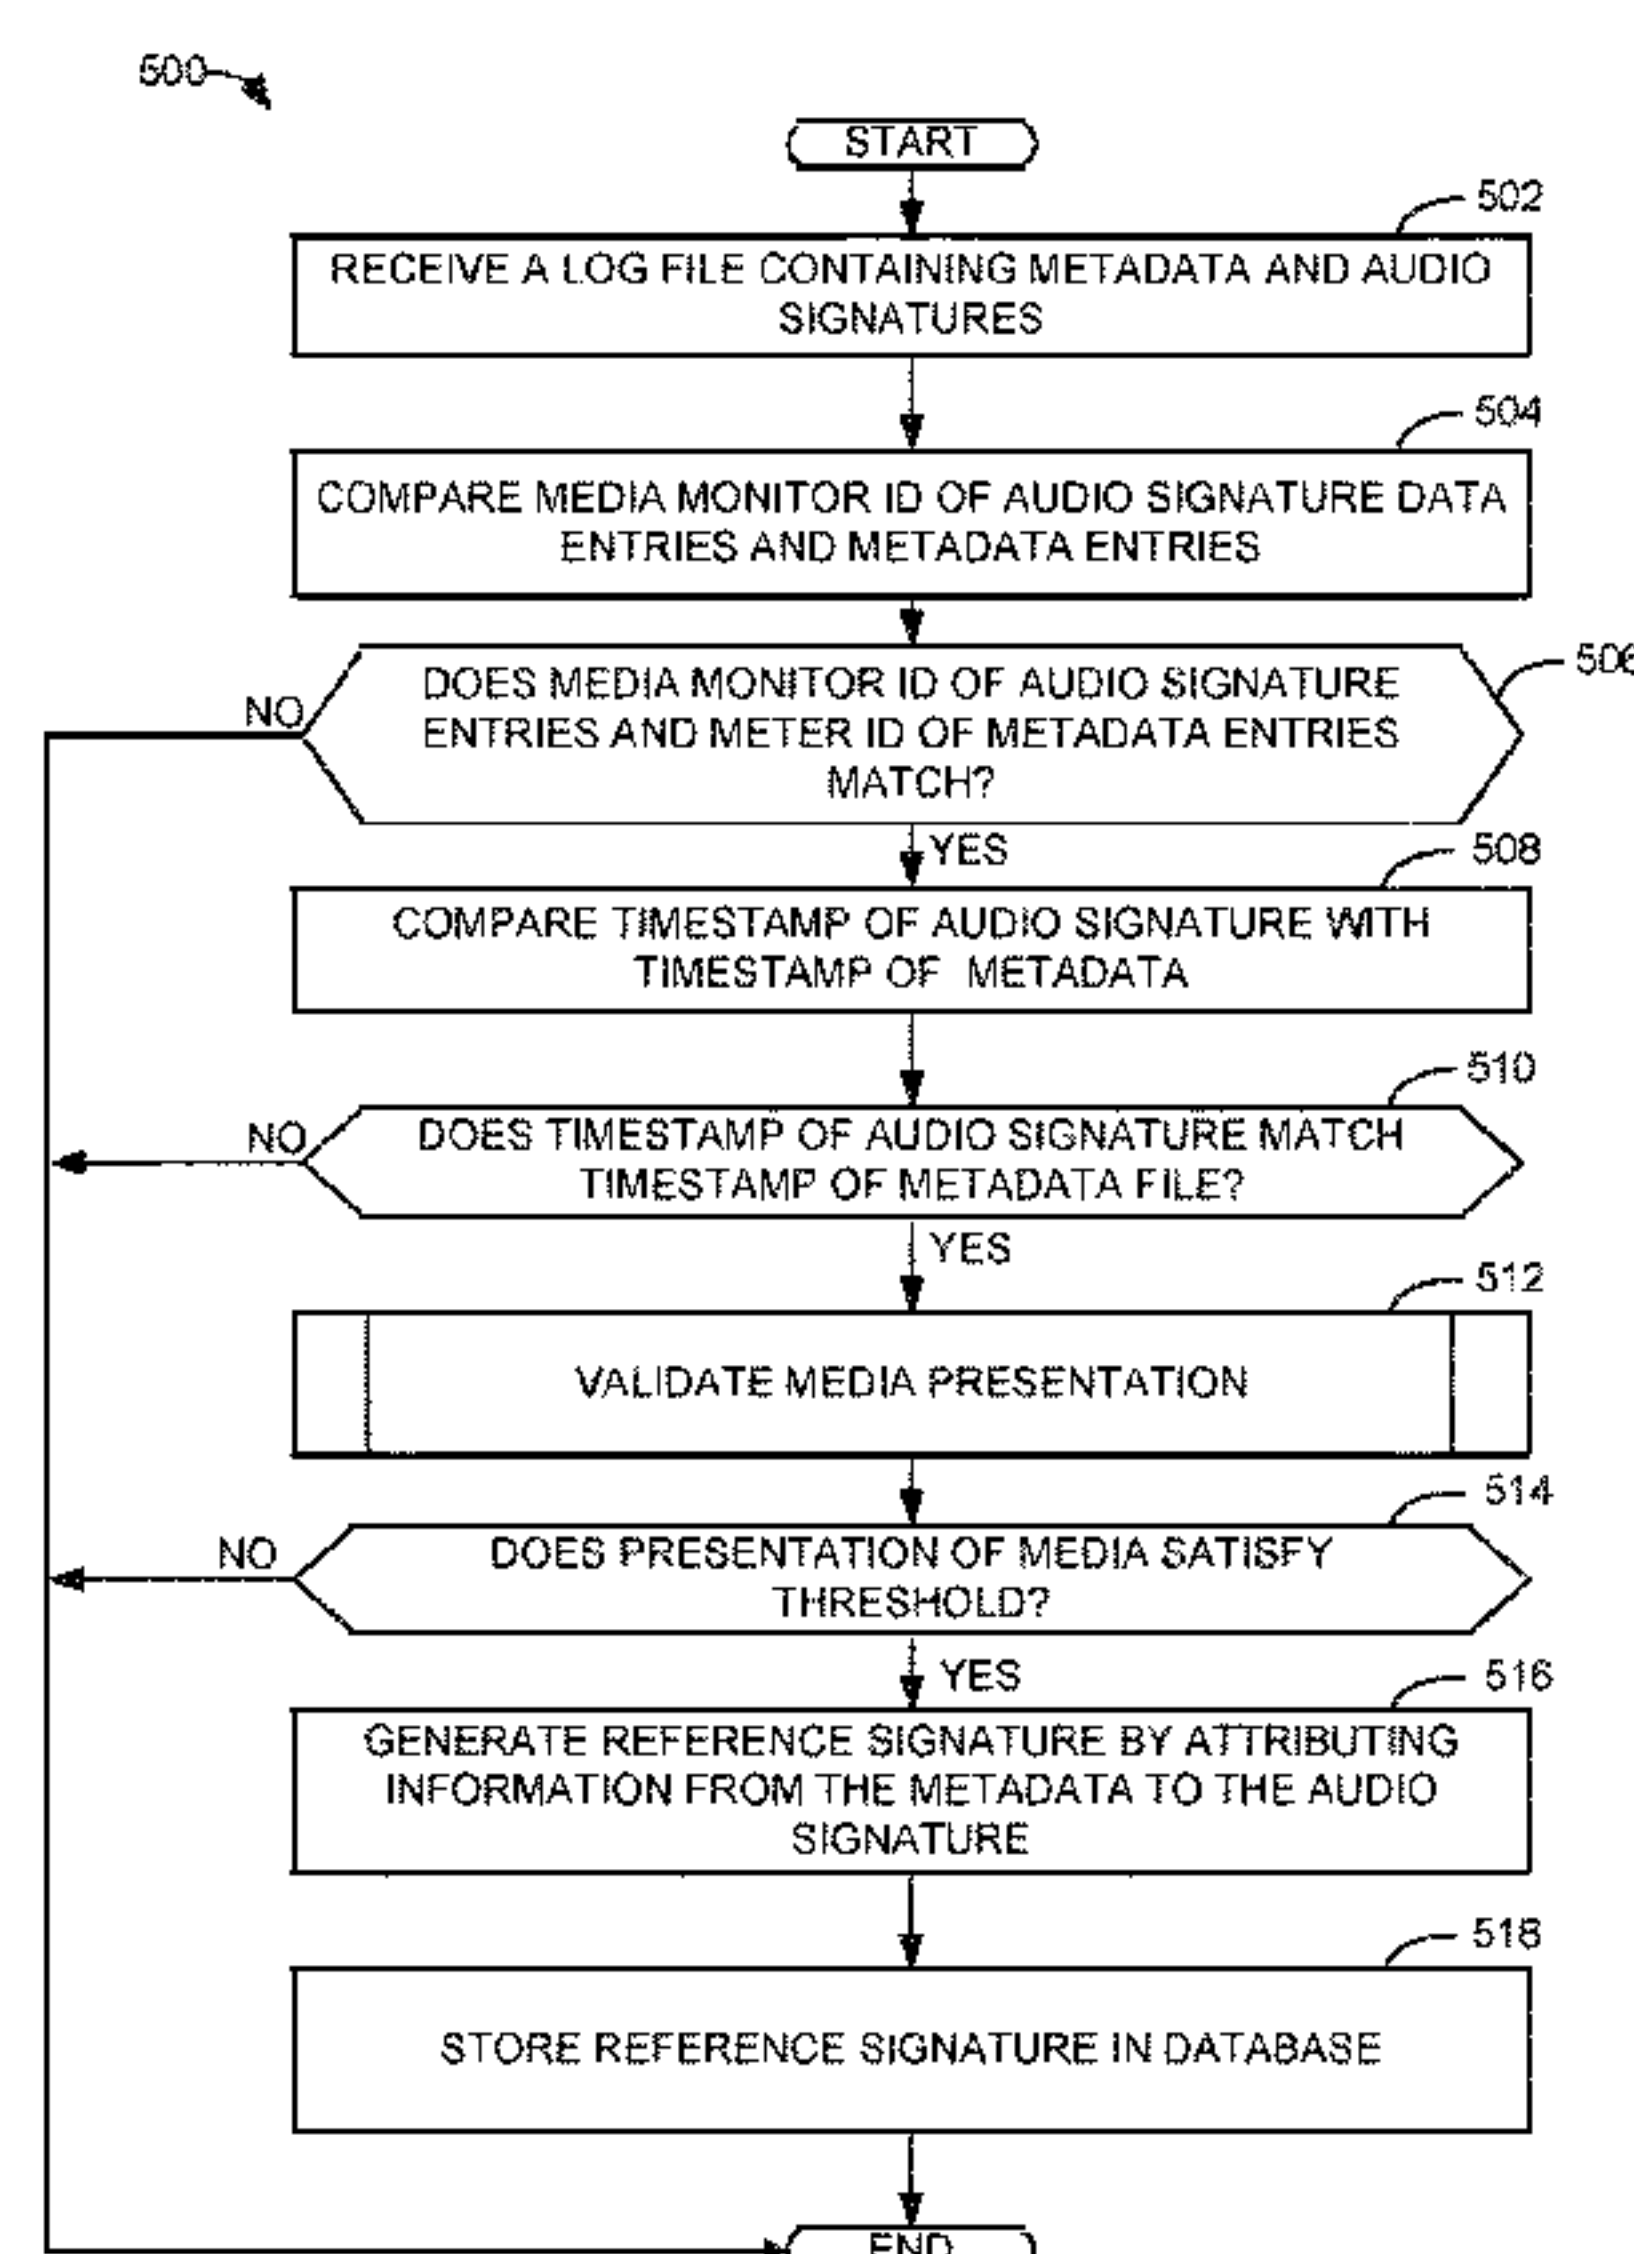 500
START
502
RECEIVE A LOG FILE CONTAINING METADATA AND AUDIO
SIGNATURES
504
COMPARE MEDIA MONITOR ID OF AUDIO SIGNATURE DATA
ENTRIES AND METADATA ENTRIES
506
DOES MEDIA MONITOR ID OF AUDIO SIGNATURE
ENTRIES AND METER ID OF METADATA ENTRIES
MATCH?
NO
YES
508
COMPARE TIMESTAMP OF AUDIO SIGNATURE WITH
TIMESTAMP OF METADATA
510
DOES TIMESTAMP OF AUDIO SIGNATURE MATCH
TIMESTAMP OF METADATA FILE?
NO
YES
512
VALIDATE MEDIA PRESENTATION
514
DOES PRESENTATION OF MEDIA SATISFY
THRESHOLD?
NO
YES
516
GENERATE REFERENCE SIGNATURE BY ATTRIBUTING
INFORMATION FROM THE METADATA TO THE AUDIO
SIGNATURE
518
STORE REFERENCE SIGNATURE IN DATABASE
END